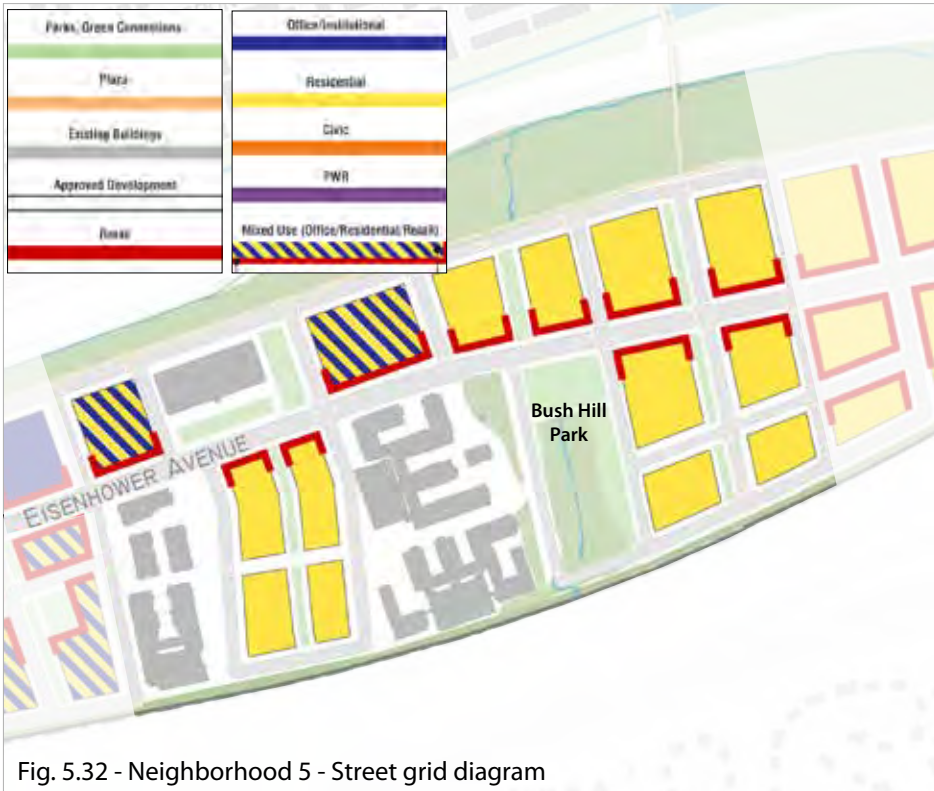 Parks, Green Connections
Plaza
Existing Buildings
Approved Development
Retail
Office/Institutional
Residential
Civic
PWR
Mixed Use (Office/Residential/Retail)
Bush Hill
Park
EISENHOWER AVENUE
Fig. 5.32 - Neighborhood 5 - Street grid diagram